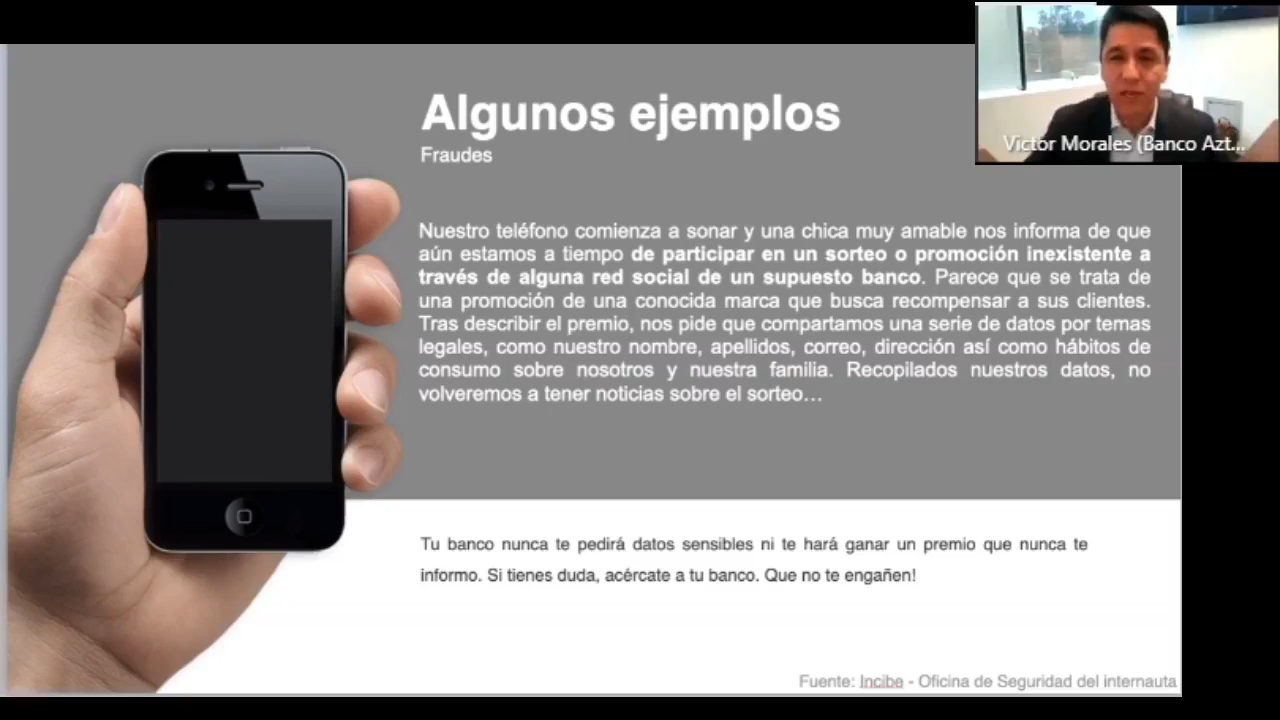 Algunos ejemplos
Fraudes
Victor Morales (Banco Azt...
Nuestro teléfono comienza a sonar y una chica muy amable nos informa de que
aún estamos a tiempo de participar en un sorteo o promoción inexistente a
través de alguna red social de un supuesto banco. Parece que se trata de
una promoción de una conocida marca que busca recompensar a sus clientes.
Tras describir el premio, nos pide que compartamos una serie de datos por temas
legales, como nuestro nombre, apellidos, correo, dirección así como hábitos de
consumo sobre nosotros y nuestra familia. Recopilados nuestros datos, no
volveremos a tener noticias sobre el sorteo…
Tu banco nunca te pedirá datos sensibles ni te hará ganar un premio que nunca te
informo. Si tienes duda, acércate a tu banco. Que no te engañen!
Fuente: Incibe - Oficina de Seguridad del internauta